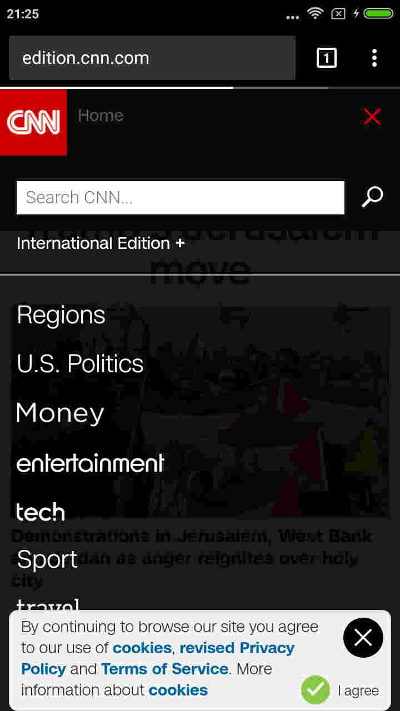 21:25
edition.cnn.com
1
CNN
Home
Search CNN...
Jerusalem
International Edition +
move
Regions
U.S. Politics
Money
entertainment
tech
Demonstrations in Jerusalem, West Bank
Sport
as anger reignites over holy
city
travel
By continuing to browse our site you agree
to our use of cookies, revised Privacy
Policy and Terms of Service. More
information about cookies
I agree